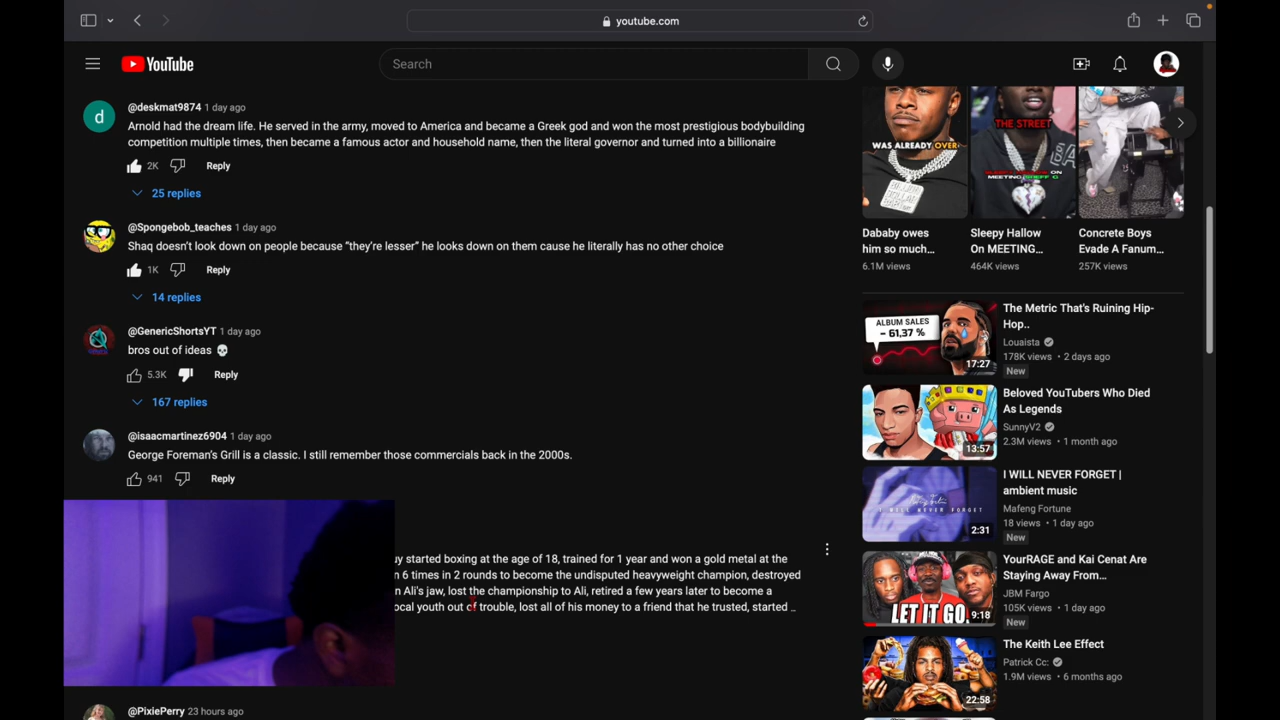 youtube.com
YouTube
Search
@deskmat9874 1 day ago
Arnold had the dream life. He served in the army, moved to America and became a Greek god and won the most prestigious bodybuilding
competition multiple times, then became a famous actor and household name, then the literal governor and turned into a billionaire
2K Reply
25 replies
@Spongebob_teaches 1 day ago
Shaq doesn't look down on people because “they're lesser” he looks down on them cause he literally has no other choice
1K Reply
14 replies
@GenericShortsYT 1 day ago
bros out of ideas 💀
5.3K Reply
167 replies
@isaacmartinez6904 1 day ago
George Foreman's Grill is a classic. I still remember those commercials back in the 2000s.
941 Reply
uy started boxing at the age of 18, trained for 1 year and won a gold metal at the
n 6 times in 2 rounds to become the undisputed heavyweight champion, destroyed
n Ali's jaw, lost the championship to Ali, retired a few years later to become a
ocal youth out of trouble, lost all of his money to a friend that he trusted, started ...
@PixiePerry 23 hours ago
WAS ALREADY OVER
THE STREET
Dababy owes
him so much...
6.1M views
Sleepy Hallow
On MEETING...
464K views
Concrete Boys
Evade A Fanum...
257K views
ALBUM SALES
– 61,37 %
17:27
The Metric That's Ruining Hip-
Hop..
Louaista
178K views • 2 days ago
New
13:57
Beloved YouTubers Who Died
As Legends
SunnyV2
2.3M views • 1 month ago
I WILL NEVER FORGET
2:31
I WILL NEVER FORGET |
ambient music
Mafeng Fortune
18 views • 1 day ago
New
LET IT GO
9:18
YourRAGE and Kai Cenat Are
Staying Away From...
JBM Fargo
105K views • 1 day ago
New
22:58
The Keith Lee Effect
Patrick Cc:
1.9M views • 6 months ago